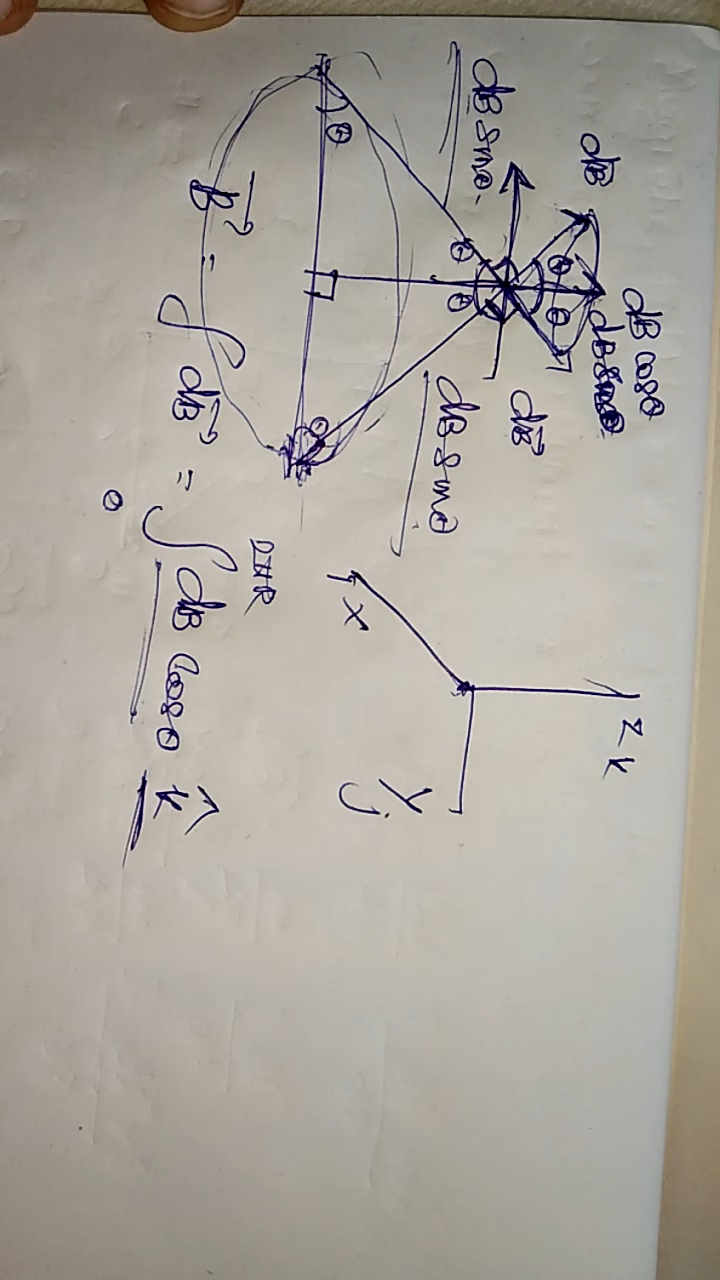 dB cosθ
dB
dB sinθ
dB sinθ
θ
θ
θ
θ
dB⃗
dB sinθ
θ
θ
Z k
X
i
Y j
2πR
B⃗ = ∫ dB⃗ = ∫ dB cosθ k̂
0